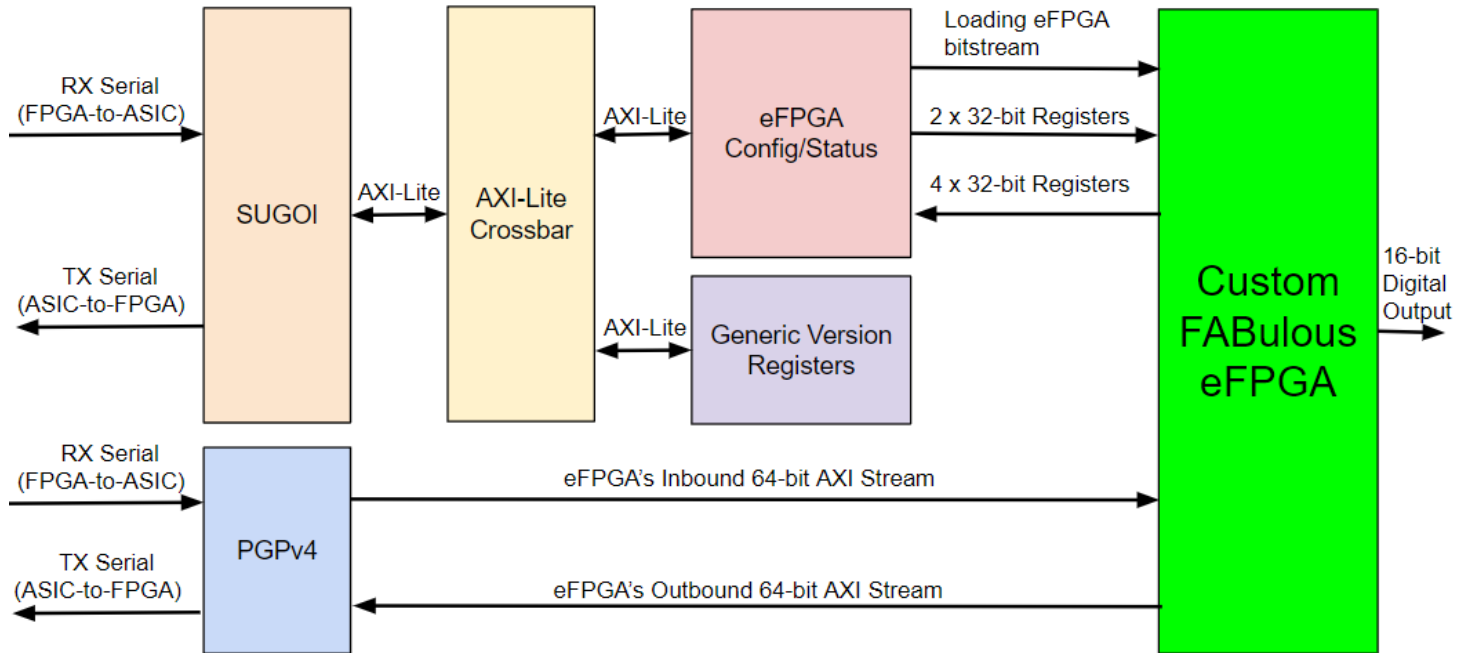 RX Serial
(FPGA-to-ASIC)
TX Serial
(ASIC-to-FPGA)
SUGOI
AXI-Lite
AXI-Lite
Crossbar
AXI-Lite
AXI-Lite
eFPGA
Config/Status
Generic Version
Registers
Loading eFPGA
bitstream
2 x 32-bit Registers
4 x 32-bit Registers
Custom
FABulous
eFPGA
16-bit
Digital
Output
RX Serial
(FPGA-to-ASIC)
TX Serial
(ASIC-to-FPGA)
PGPv4
eFPGA's Inbound 64-bit AXI Stream
eFPGA's Outbound 64-bit AXI Stream